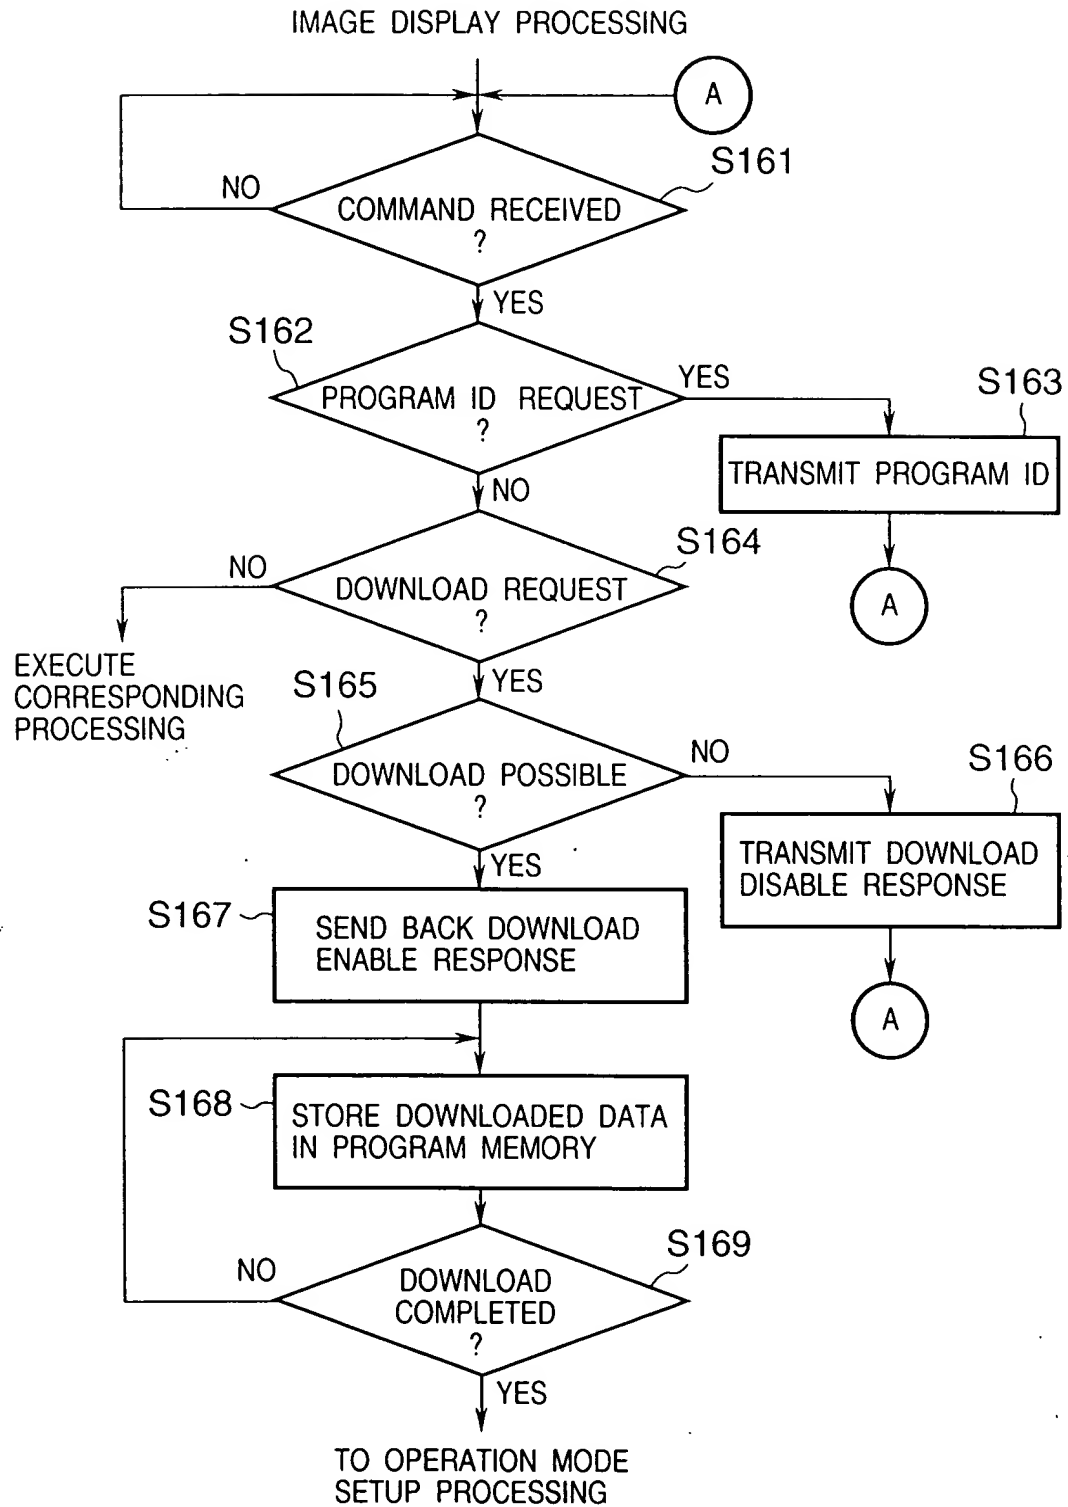 IMAGE DISPLAY PROCESSING
A
S161
NO
COMMAND RECEIVED
?
YES
S162
PROGRAM ID REQUEST
?
YES
S163
TRANSMIT PROGRAM ID
NO
A
S164
NO
DOWNLOAD REQUEST
?
EXECUTE
CORRESPONDING
PROCESSING
YES
S165
DOWNLOAD POSSIBLE
?
NO
S166
TRANSMIT DOWNLOAD
DISABLE RESPONSE
YES
A
S167
SEND BACK DOWNLOAD
ENABLE RESPONSE
S168
STORE DOWNLOADED DATA
IN PROGRAM MEMORY
S169
NO
DOWNLOAD
COMPLETED
?
YES
TO OPERATION MODE
SETUP PROCESSING